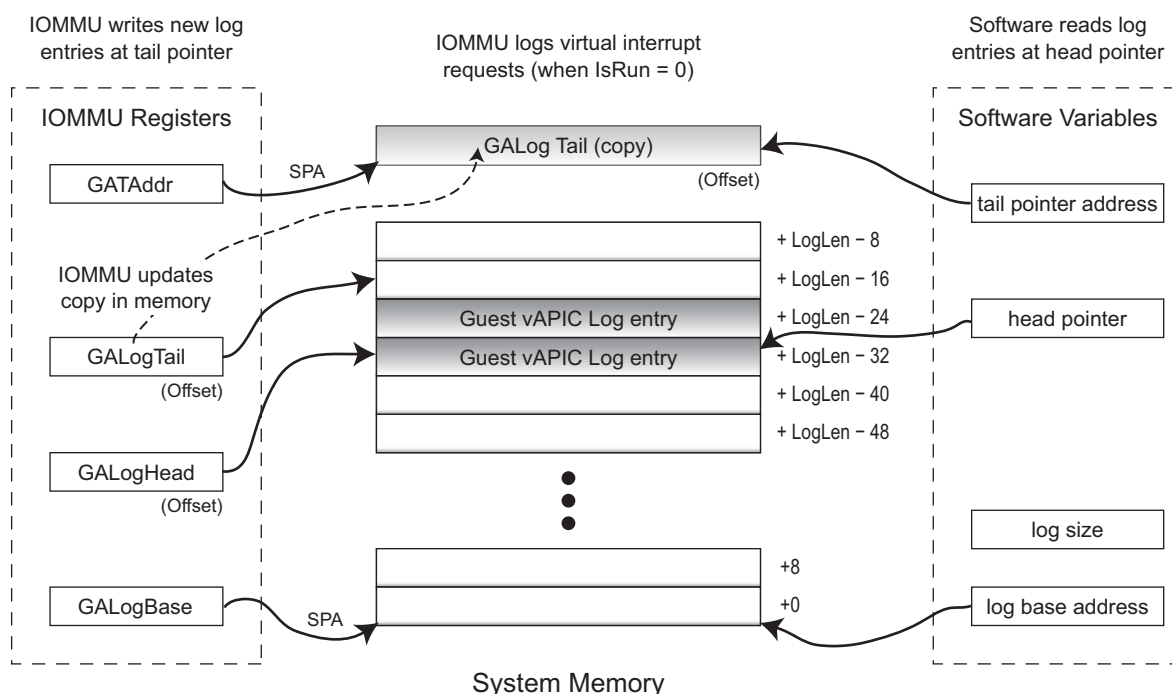 IOMMU writes new log
entries at tail pointer
IOMMU logs virtual interrupt
requests (when IsRun = 0)
Software reads log
entries at head pointer
IOMMU Registers
Software Variables
GATAddr
SPA
GALog Tail (copy)
(Offset)
tail pointer address
IOMMU updates
copy in memory
+ LogLen − 8
+ LogLen − 16
Guest vAPIC Log entry
+ LogLen − 24
head pointer
GALogTail
(Offset)
Guest vAPIC Log entry
+ LogLen − 32
+ LogLen − 40
+ LogLen − 48
GALogHead
(Offset)
log size
+8
GALogBase
SPA
+0
log base address
System Memory